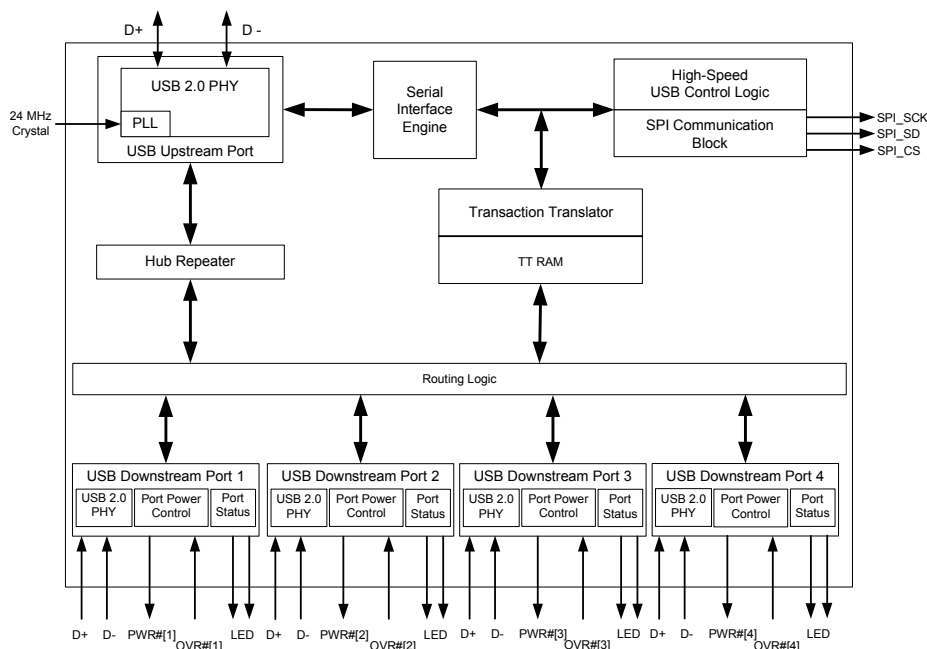 D+
D -
USB 2.0 PHY
PLL
USB Upstream Port
24 MHz
Crystal
Serial
Interface
Engine
High-Speed
USB Control Logic
SPI Communication
Block
SPI_SCK
SPI_SD
SPI_CS
Transaction Translator
TT RAM
Hub Repeater
Routing Logic
USB Downstream Port 1
USB 2.0
PHY
Port Power
Control
Port
Status
USB Downstream Port 2
USB 2.0
PHY
Port Power
Control
Port
Status
USB Downstream Port 3
USB 2.0
PHY
Port Power
Control
Port
Status
USB Downstream Port 4
USB 2.0
PHY
Port Power
Control
Port
Status
D+
D-
PWR#[1]
OVR#[1]
LED
D+
D-
PWR#[2]
OVR#[2]
LED
D+
D-
PWR#[3]
OVR#[3]
LED
D+
D-
PWR#[4]
OVR#[4]
LED